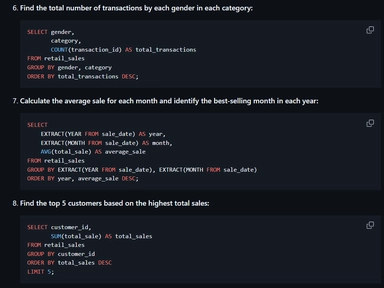 6. Find the total number of transactions by each gender in each category:
SELECT gender,
category,
COUNT(transaction_id) AS total_transactions
FROM retail_sales
GROUP BY gender, category
ORDER BY total_transactions DESC;
7. Calculate the average sale for each month and identify the best-selling month in each year:
SELECT
EXTRACT(YEAR FROM sale_date) AS year,
EXTRACT(MONTH FROM sale_date) AS month,
AVG(total_sale) AS average_sale
FROM retail_sales
GROUP BY EXTRACT(YEAR FROM sale_date), EXTRACT(MONTH FROM sale_date)
ORDER BY year, average_sale DESC;
8. Find the top 5 customers based on the highest total sales:
SELECT customer_id,
SUM(total_sale) AS total_sales
FROM retail_sales
GROUP BY customer_id
ORDER BY total_sales DESC
LIMIT 5;